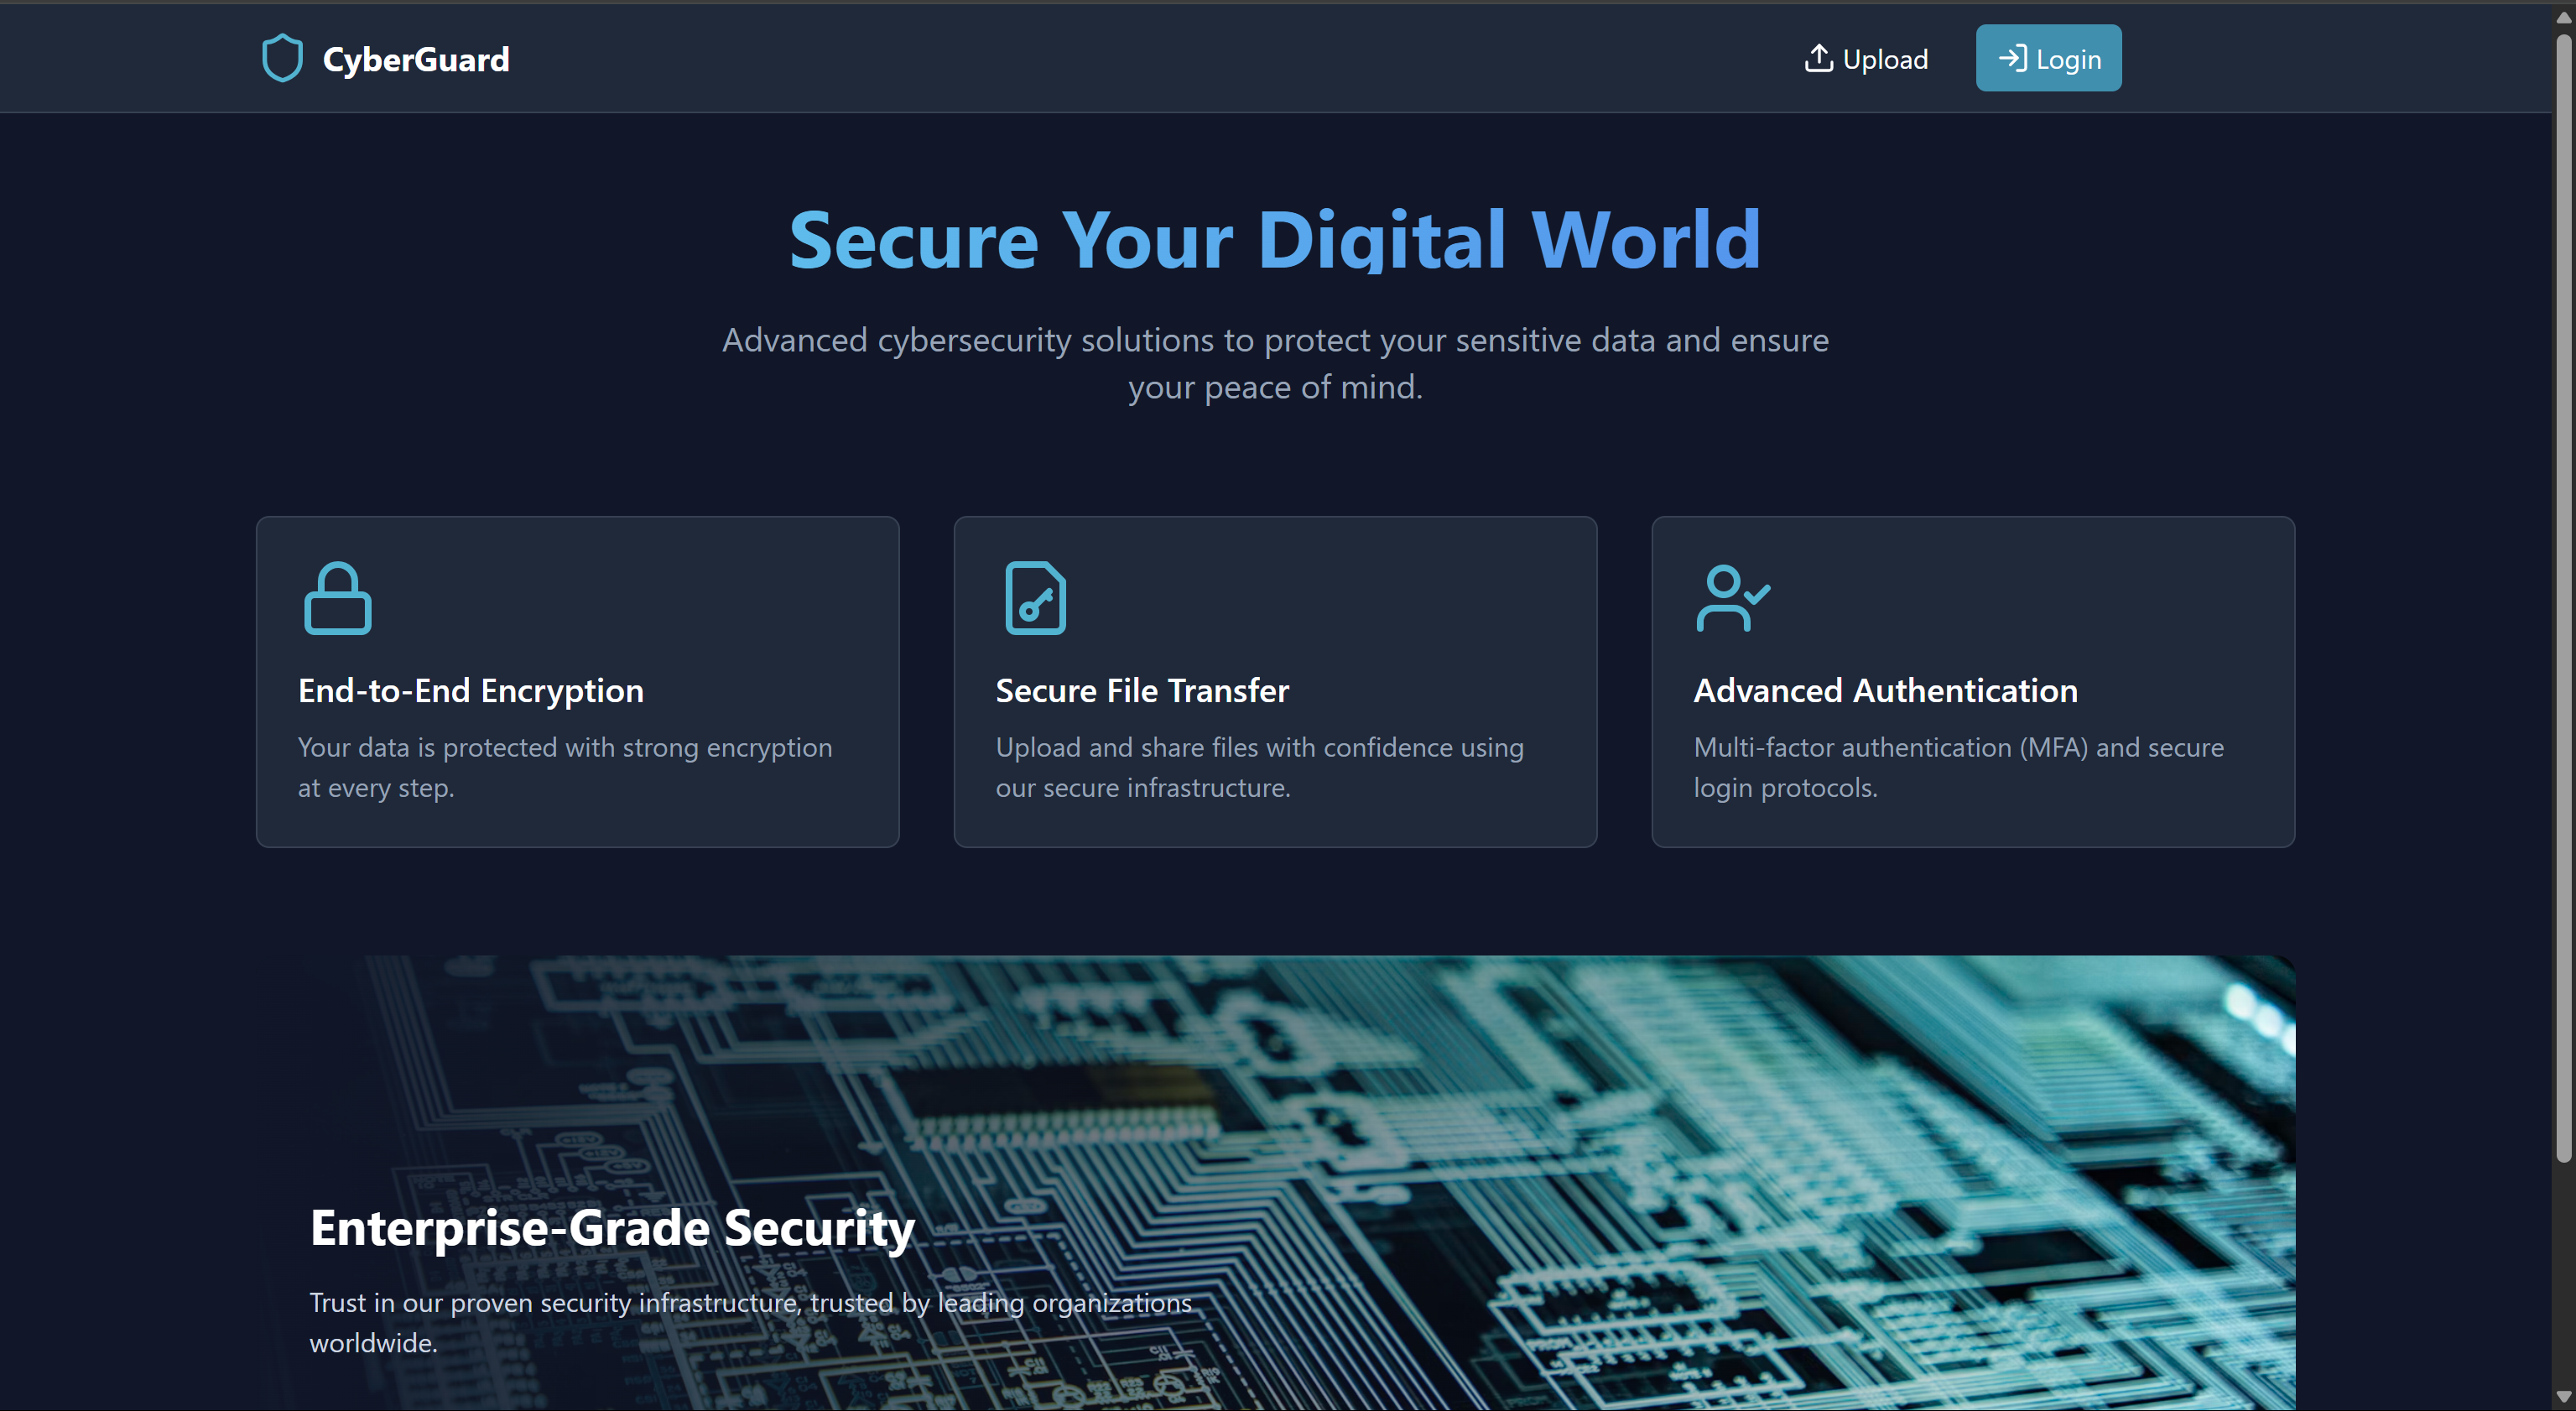 CyberGuard
Upload
Login
Secure Your Digital World
Advanced cybersecurity solutions to protect your sensitive data and ensure
your peace of mind.
End-to-End Encryption
Your data is protected with strong encryption
at every step.
Secure File Transfer
Upload and share files with confidence using
our secure infrastructure.
Advanced Authentication
Multi-factor authentication (MFA) and secure
login protocols.
Enterprise-Grade Security
Trust in our proven security infrastructure, trusted by leading organizations
worldwide.